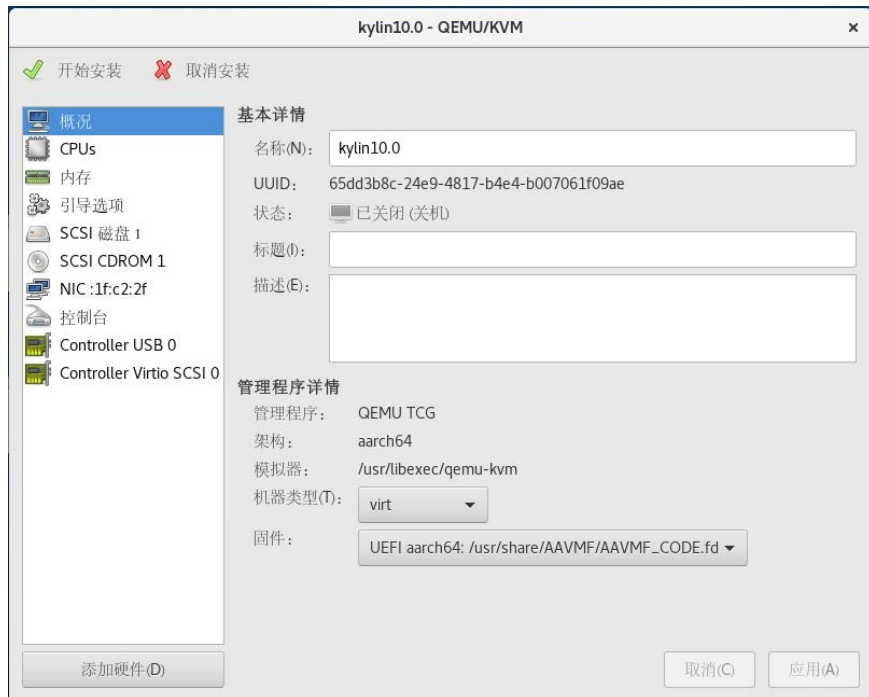 kylin10.0 - QEMU/KVM
×
开始安装 取消安装
概况
CPUs
内存
引导选项
SCSI 磁盘 1
SCSI CDROM 1
NIC :1f:c2:2f
控制台
Controller USB 0
Controller Virtio SCSI 0
添加硬件(D)
基本详情
名称(N): kylin10.0
UUID: 65dd3b8c-24e9-4817-b4e4-b007061f09ae
状态: 已关闭 (关机)
标题(I):
描述(E):
管理程序详情
管理程序: QEMU TCG
架构: aarch64
模拟器: /usr/libexec/qemu-kvm
机器类型(T): virt
固件: UEFI aarch64: /usr/share/AAVMF/AAVMF_CODE.fd
取消(C) 应用(A)